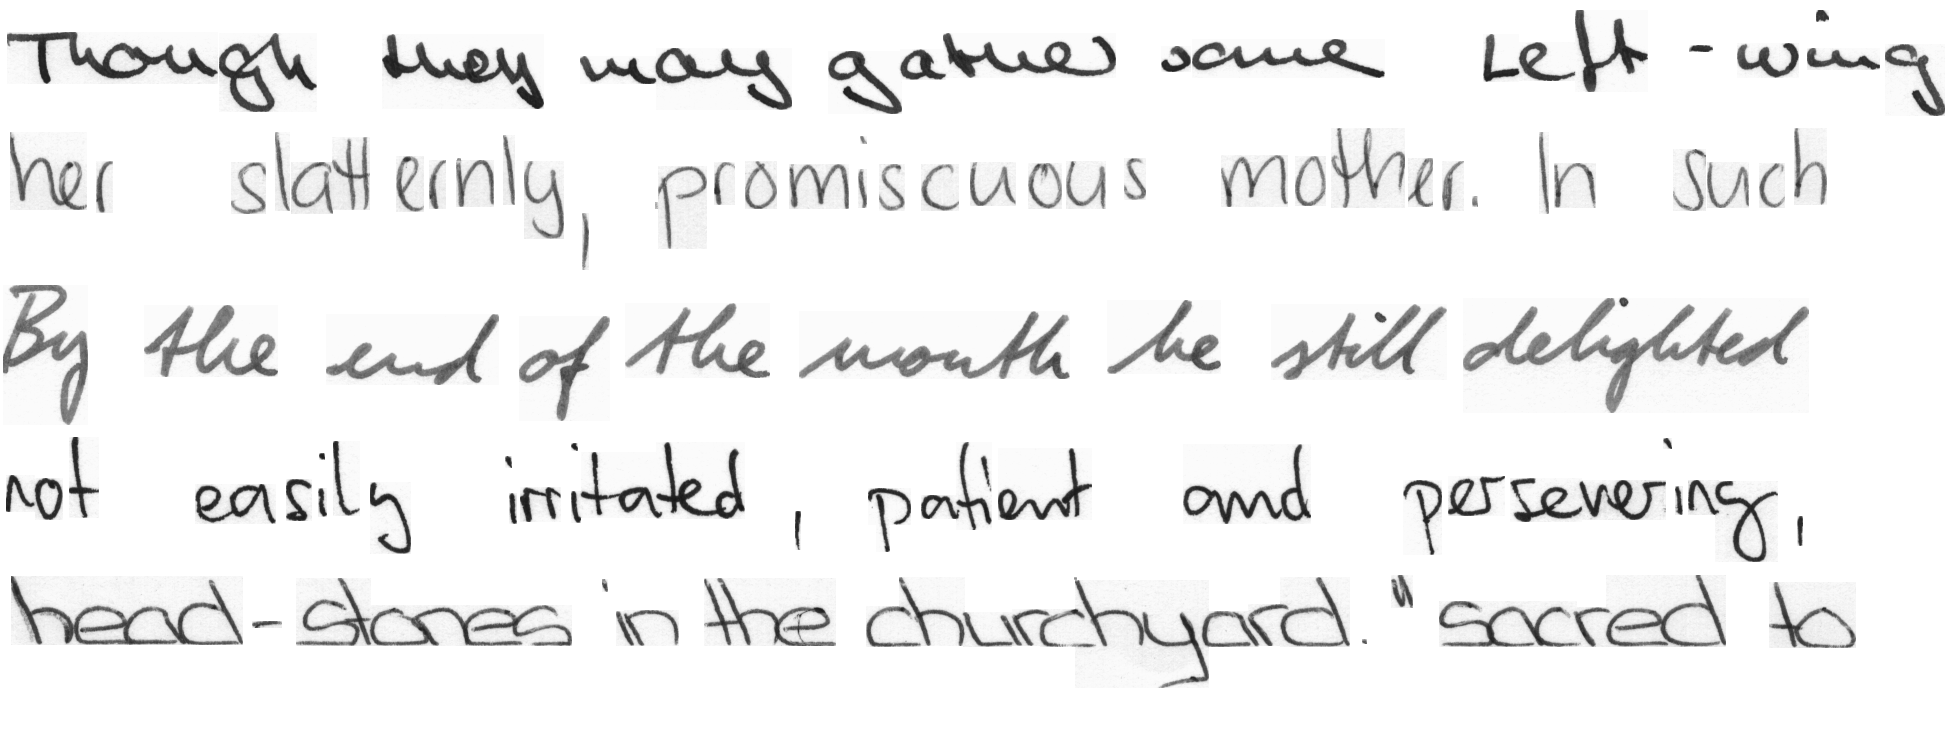 Though they may gather some Left-wing
her slatternly, promiscuous mother. In such
By the end of the month he still delighted
not easily irritated, patient and persevering,
head-stones in the churchyard. "sacred to